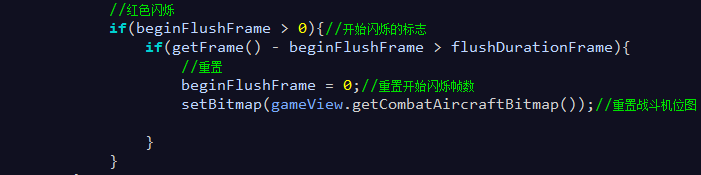 //红色闪烁
if(beginFlushFrame > 0){//开始闪烁的标志
if(getFrame() - beginFlushFrame > flushDurationFrame){
//重置
beginFlushFrame = 0;//重置开始闪烁帧数
setBitmap(gameView.getCombatAircraftBitmap());//重置战斗机位图
}
}